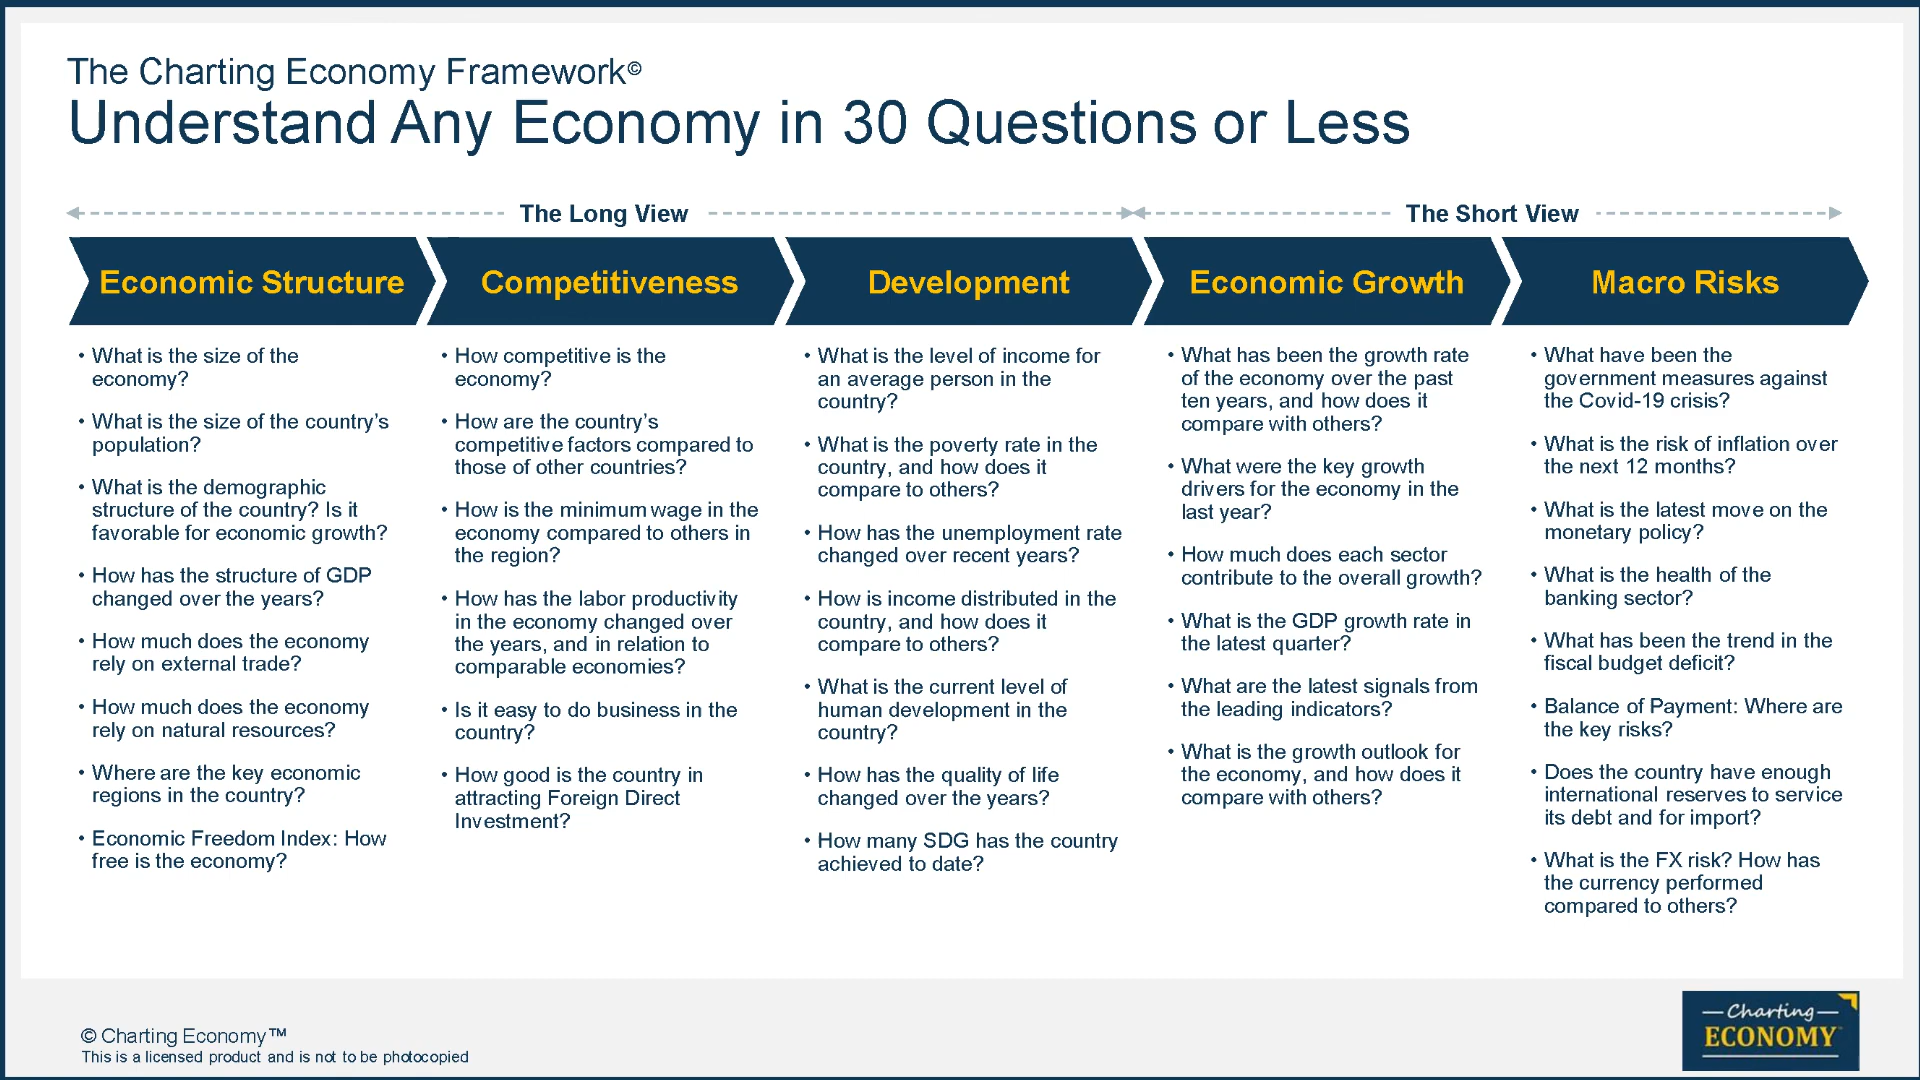 The Charting Economy Framework©
Understand Any Economy in 30 Questions or Less
The Long View
The Short View
Economic Structure
Competitiveness
Development
Economic Growth
Macro Risks
• What is the size of the
economy?
• What is the size of the country’s
population?
• What is the demographic
structure of the country? Is it
favorable for economic growth?
• How has the structure of GDP
changed over the years?
• How much does the economy
rely on external trade?
• How much does the economy
rely on natural resources?
• Where are the key economic
regions in the country?
• Economic Freedom Index: How
free is the economy?
• How competitive is the
economy?
• How are the country’s
competitive factors compared to
those of other countries?
• How is the minimum wage in the
economy compared to others in
the region?
• How has the labor productivity
in the economy changed over
the years, and in relation to
comparable economies?
• Is it easy to do business in the
country?
• How good is the country in
attracting Foreign Direct
Investment?
• What is the level of income for
an average person in the
country?
• What is the poverty rate in the
country, and how does it
compare to others?
• How has the unemployment rate
changed over recent years?
• How is income distributed in the
country, and how does it
compare to others?
• What is the current level of
human development in the
country?
• How has the quality of life
changed over the years?
• How many SDG has the country
achieved to date?
• What has been the growth rate
of the economy over the past
ten years, and how does it
compare with others?
• What were the key growth
drivers for the economy in the
last year?
• How much does each sector
contribute to the overall growth?
• What is the GDP growth rate in
the latest quarter?
• What are the latest signals from
the leading indicators?
• What is the growth outlook for
the economy, and how does it
compare with others?
• What have been the
government measures against
the Covid-19 crisis?
• What is the risk of inflation over
the next 12 months?
• What is the latest move on the
monetary policy?
• What is the health of the
banking sector?
• What has been the trend in the
fiscal budget deficit?
• Balance of Payment: Where are
the key risks?
• Does the country have enough
international reserves to service
its debt and for import?
• What is the FX risk? How has
the currency performed
compared to others?
© Charting Economy™
This is a licensed product and is not to be photocopied
Charting
ECONOMY